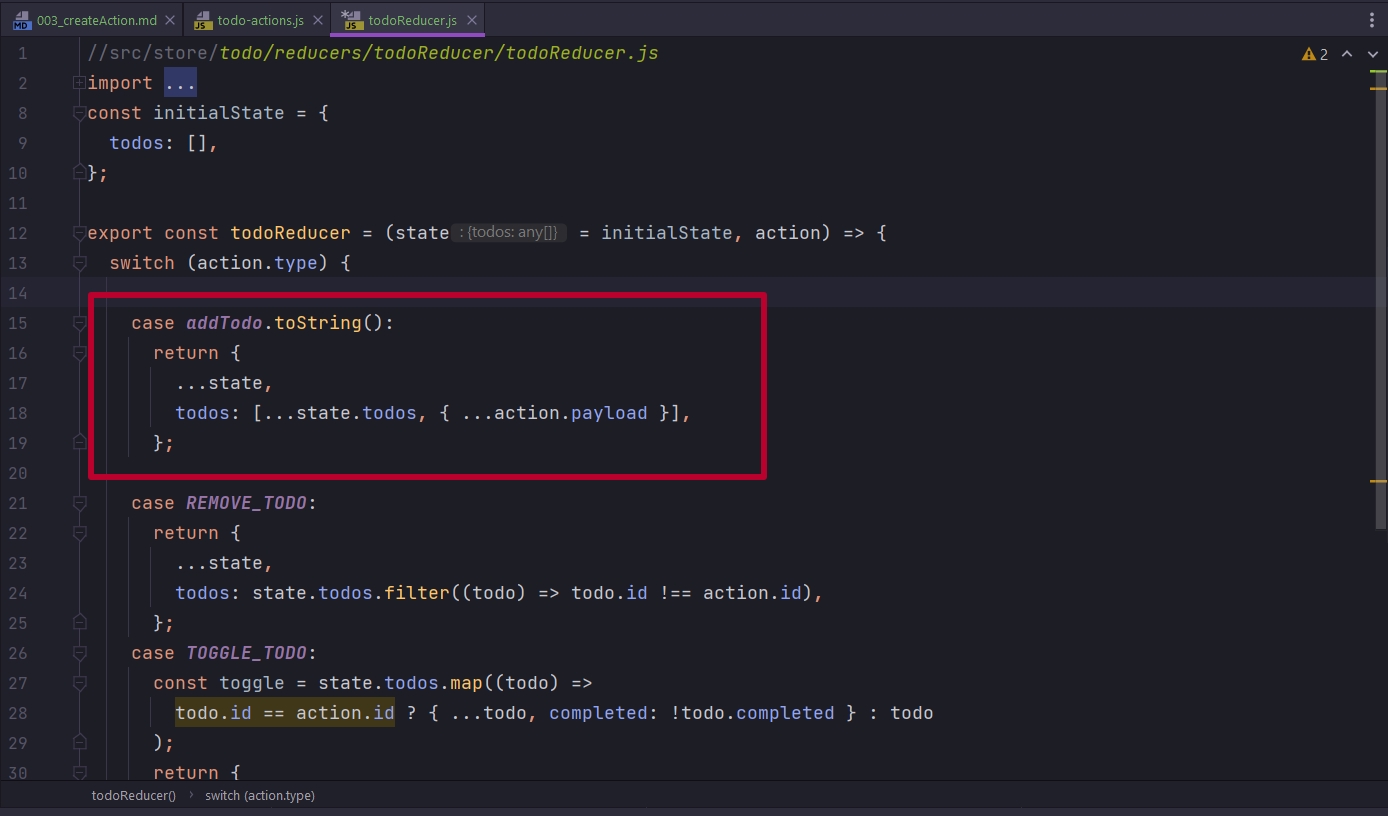 003_createAction.md
todo-actions.js
todoReducer.js
1 //src/store/todo/reducers/todoReducer/todoReducer.js
2
2 import ...
8 const initialState = {
9 todos: [],
10 };
11
12 export const todoReducer = (state : {todos: any[]} = initialState, action) => {
13 switch (action.type) {
14
15 case addTodo.toString():
16 return {
17 ...state,
18 todos: [...state.todos, { ...action.payload }],
19 };
20
21 case REMOVE_TODO:
22 return {
23 ...state,
24 todos: state.todos.filter((todo) => todo.id !== action.id),
25 };
26 case TOGGLE_TODO:
27 const toggle = state.todos.map((todo) =>
28 todo.id == action.id ? { ...todo, completed: !todo.completed } : todo
29 );
30 return {
todoReducer() › switch (action.type)